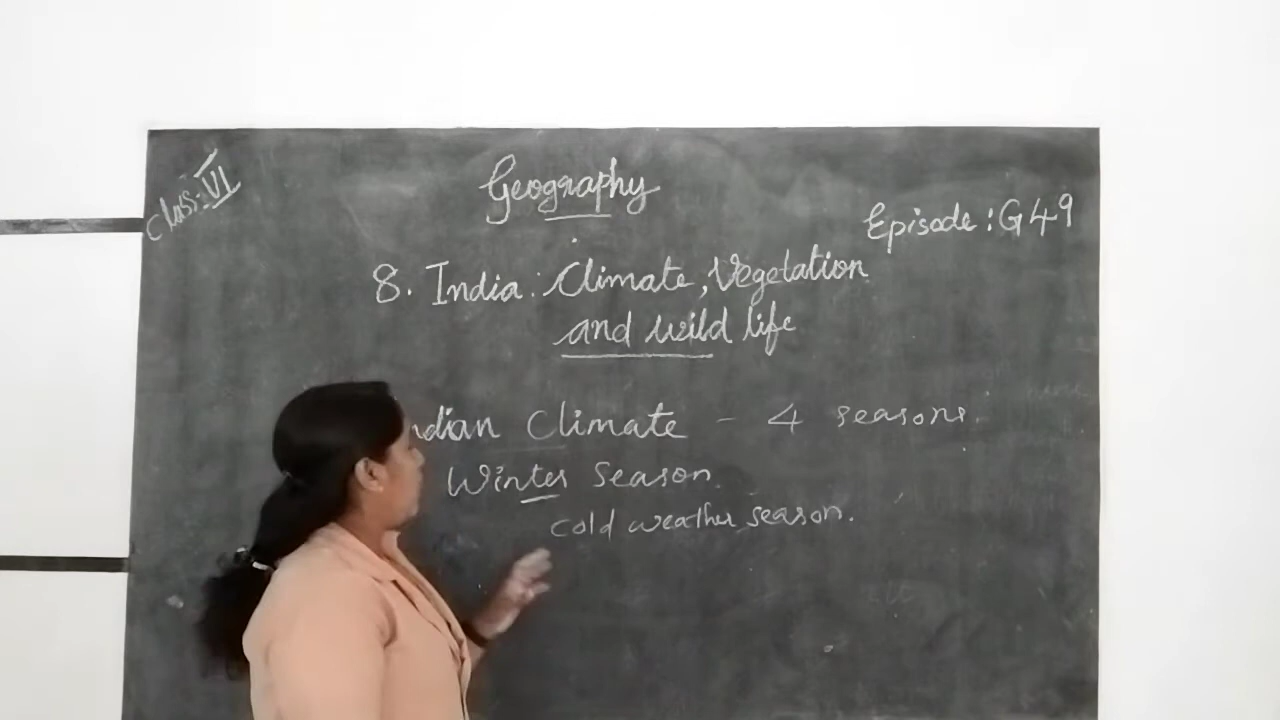 Class: VI
Geography
Episode: G49
8. India: Climate, Vegetation
and wild life
ndian Climate - 4 seasons.
Winter Season.
cold weather season.